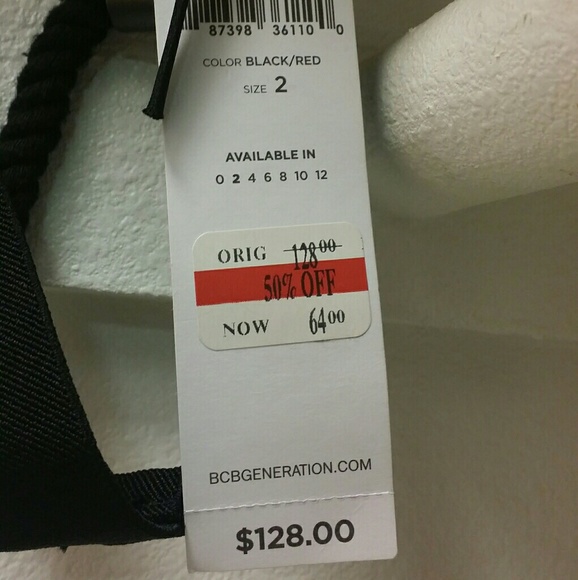 87398 36110 0
COLOR BLACK/RED
SIZE 2
AVAILABLE IN
0 2 4 6 8 10 12
ORIG 128.00
50% OFF
NOW 64.00
BCBGENERATION.COM
$128.00